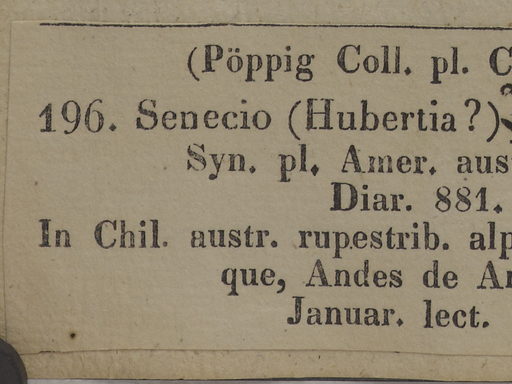 (Pöppig Coll. pl. C
196. Senecio (Hubertia?)
Syn. pl. Amer. aus
Diar. 881.
In Chil. austr. rupestrib. alp
que, Andes de An
Januar. lect.